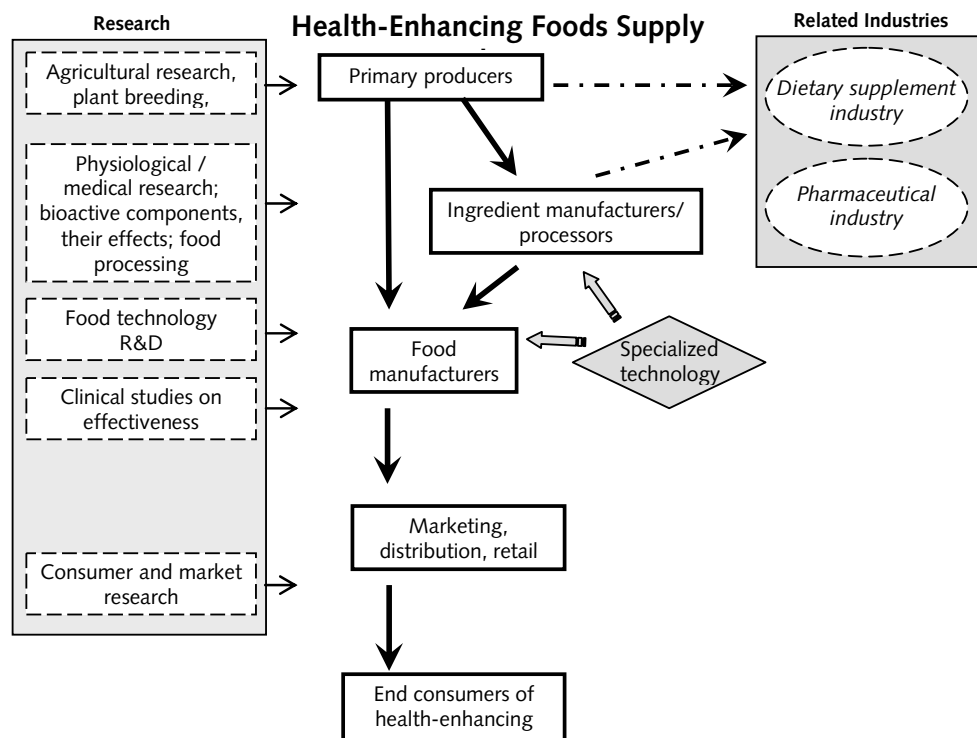 Research
Health-Enhancing Foods Supply
Related Industries
Agricultural research,
plant breeding,
Physiological /
medical research;
bioactive components,
their effects; food
processing
Food technology
R&D
Clinical studies on
effectiveness
Consumer and market
research
Primary producers
Ingredient manufacturers/
processors
Food
manufacturers
Specialized
technology
Marketing,
distribution, retail
End consumers of
health-enhancing
Dietary supplement
industry
Pharmaceutical
industry